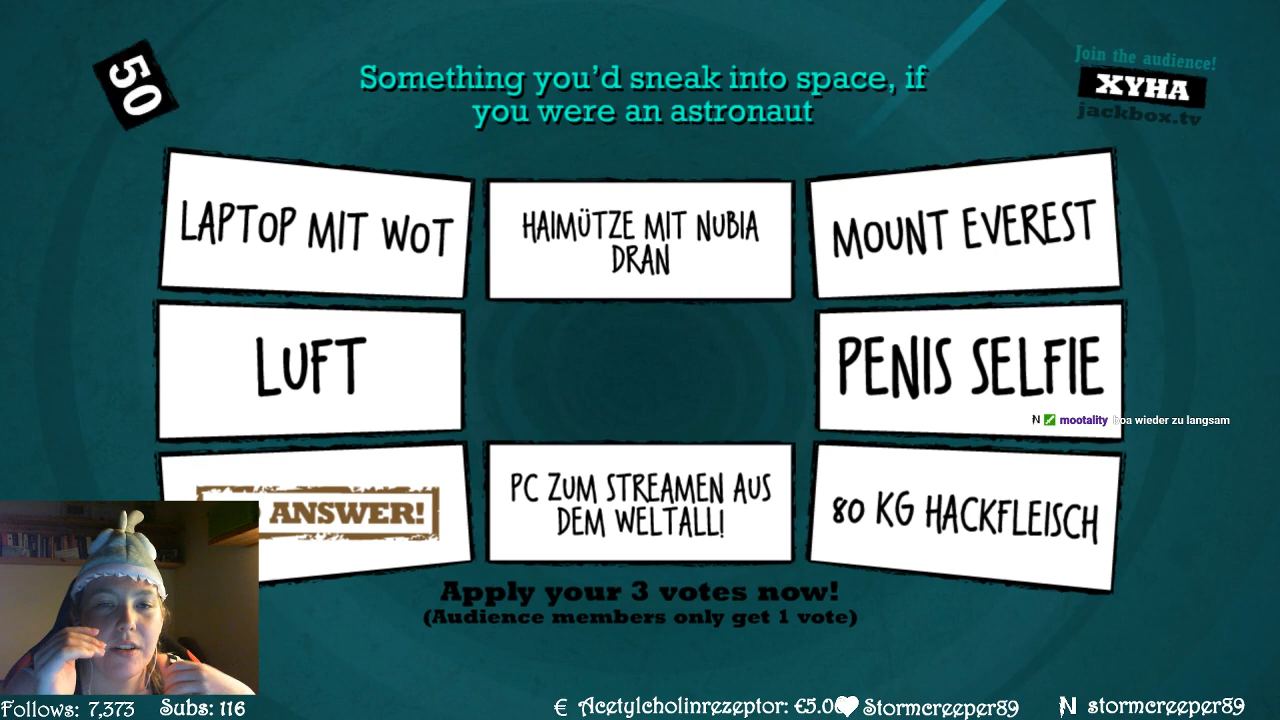 50
Something you'd sneak into space, if
you were an astronaut
Join the audience!
XYHA
jackbox.tv
LAPTOP MIT WOT
HAIMÜTZE MIT NUBIA
DRAN
MOUNT EVEREST
LUFT
PENIS SELFIE
N mootality boa wieder zu langsam
ANSWER!
PC ZUM STREAMEN AUS
DEM WELTALL!
80 KG HACKFLEISCH
Apply your 3 votes now!
(Audience members only get 1 vote)
Follows: 7,373 Subs: 116 € Acetylcholinrezeptor: €5.0 Stormcreeper89 N stormcreeper89